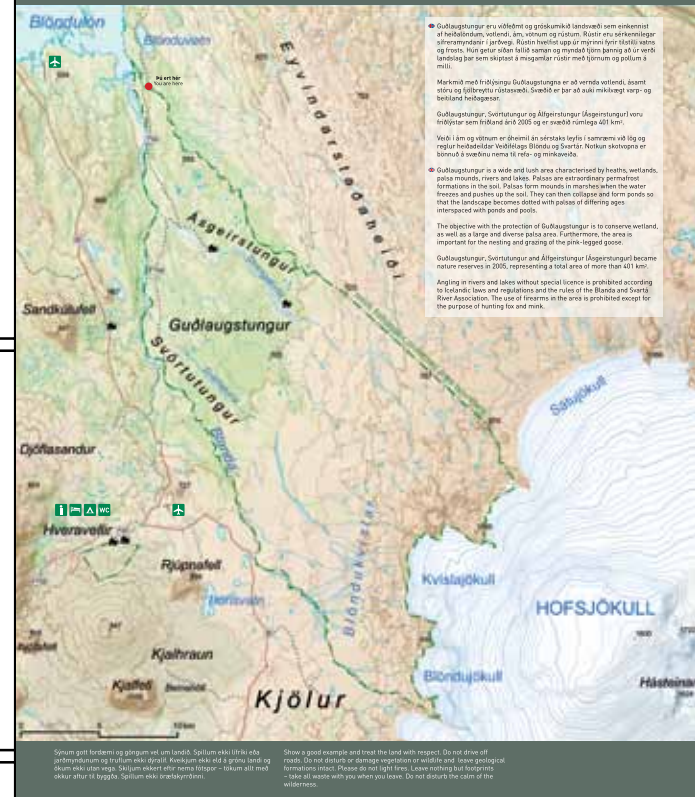 Blöndulón
Blönduvatn
Þú ert hér
You are here
Eyvindarstaðaheiði
Guðlaugstungur eru víðfeðmt og gróskumikið landsvæði sem einkennist
af heiðalöndum, votlendi, ám, votnum og rústum. Rústir eru sérkennilegar
sífreramyndanir í jarðvegi. Rústin hvelfist upp úr mýrinni fyrir tilstilli vatns
og frosts. Hún getur síðan fallið saman og myndað tjörn þannig að úr verði
landslag þar sem skiptast á misgamlar rústir með tjörnum og pollum á
milli.
Markmið með friðlýsingu Guðlaugstungna er að vernda votlendi, ásamt
stóru og fjölbreyttu rústasvæði. Svæðið er þar að auki mikilvægt varp- og
beitiland heiðagæsar.
Guðlaugstungur, Svörtutungur og Álfgeirstungur (Ásgeirstungur) voru
friðlýstar sem friðland árið 2005 og er svæðið rúmlega 401 km².
Veiði í ám og vötnum er óheimil án sérstaks leyfis í samræmi við lög og
reglur heiðadeildar Veiðifélags Blöndu og Svartár. Notkun skotvopna er
bönnuð á svæðinu nema til refa- og minkaveiða.
Guðlaugstungur is a wide and lush area characterised by heaths, wetlands,
palsa mounds, rivers and lakes. Palsas are extraordinary permafrost
formations in the soil. Palsas form mounds in marshes when the water
freezes and pushes up the soil. They can then collapse and form ponds so
that the landscape becomes dotted with palsas of differing ages
interspaced with ponds and pools.
The objective with the protection of Guðlaugstungur is to conserve wetland,
as well as a large and diverse palsa area. Furthermore, the area is
important for the nesting and grazing of the pink-legged goose.
Guðlaugstungur, Svörtutungur and Álfgeirstungur (Ásgeirstungur) became
nature reserves in 2005, representing a total area of more than 401 km².
Angling in rivers and lakes without special licence is prohibited according
to Icelandic laws and regulations and the rules of the Blanda and Svartá
River Association. The use of firearms in the area is prohibited except for
the purpose of hunting fox and mink.
Ásgeirstungur
Sandkúlufell
Guðlaugstungur
Svörtutungur
Sátujökull
Blanda
Djöflasandur
WC
Hveravellir
Rjúpnafell
Blöndukvíslar
Kvíslajökull
HOFSJÖKULL
Kjalhraun
Kjalfell
Blöndujökull
Kjölur
10 km
Sýnum gott fordæmi og göngum vel um landið. Spillum ekki lífríki eða
jarðmyndunum og truflum ekki dýralíf. Kveikjum ekki eld á grónu landi og
ökum ekki utan vega. Skiljum ekkert eftir nema fótspor – tökum allt með
okkur aftur til byggða. Spillum ekki öræfakyrrðinni.
Show a good example and treat the land with respect. Do not drive off
roads. Do not disturb or damage vegetation or wildlife and leave geological
formations intact. Please do not light fires. Leave nothing but footprints
– take all waste with you when you leave. Do not disturb the calm of the
wilderness.